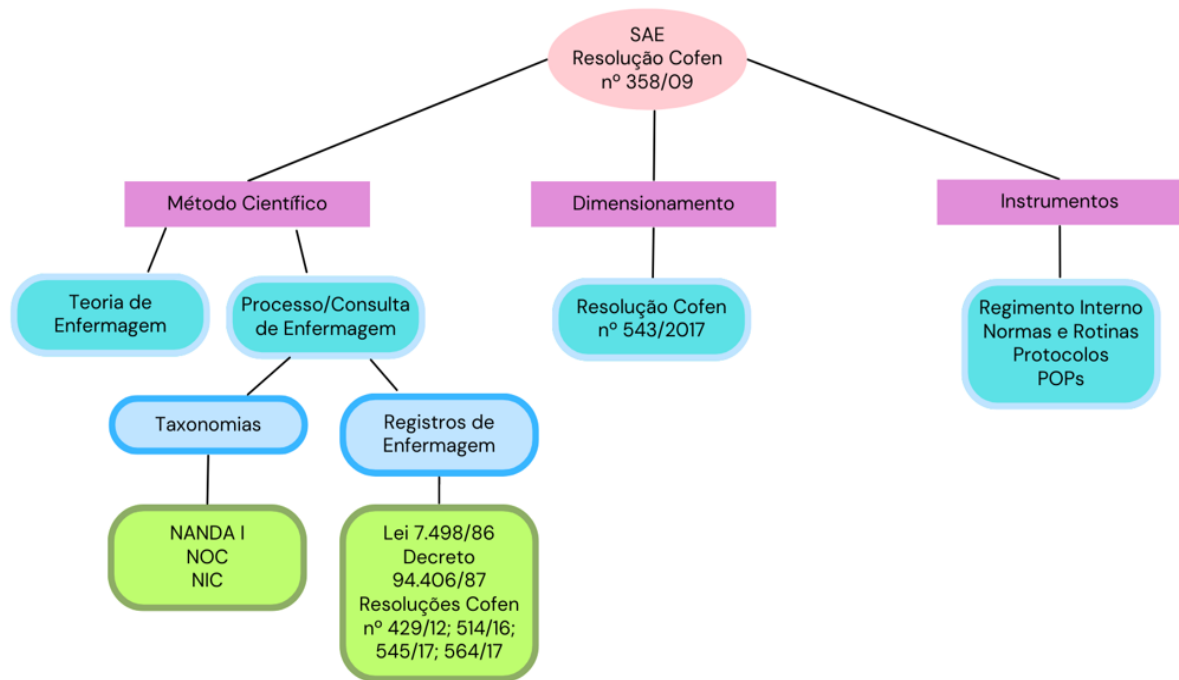 SAE
Resolução Cofen
nº 358/09
Método Científico
Dimensionamento
Instrumentos
Teoria de
Enfermagem
Processo/Consulta
de Enfermagem
Resolução Cofen
nº 543/2017
Regimento Interno
Normas e Rotinas
Protocolos
POPs
Taxonomias
Registros de
Enfermagem
NANDA I
NOC
NIC
Lei 7.498/86
Decreto
94.406/87
Resoluções Cofen
nº 429/12; 514/16;
545/17; 564/17